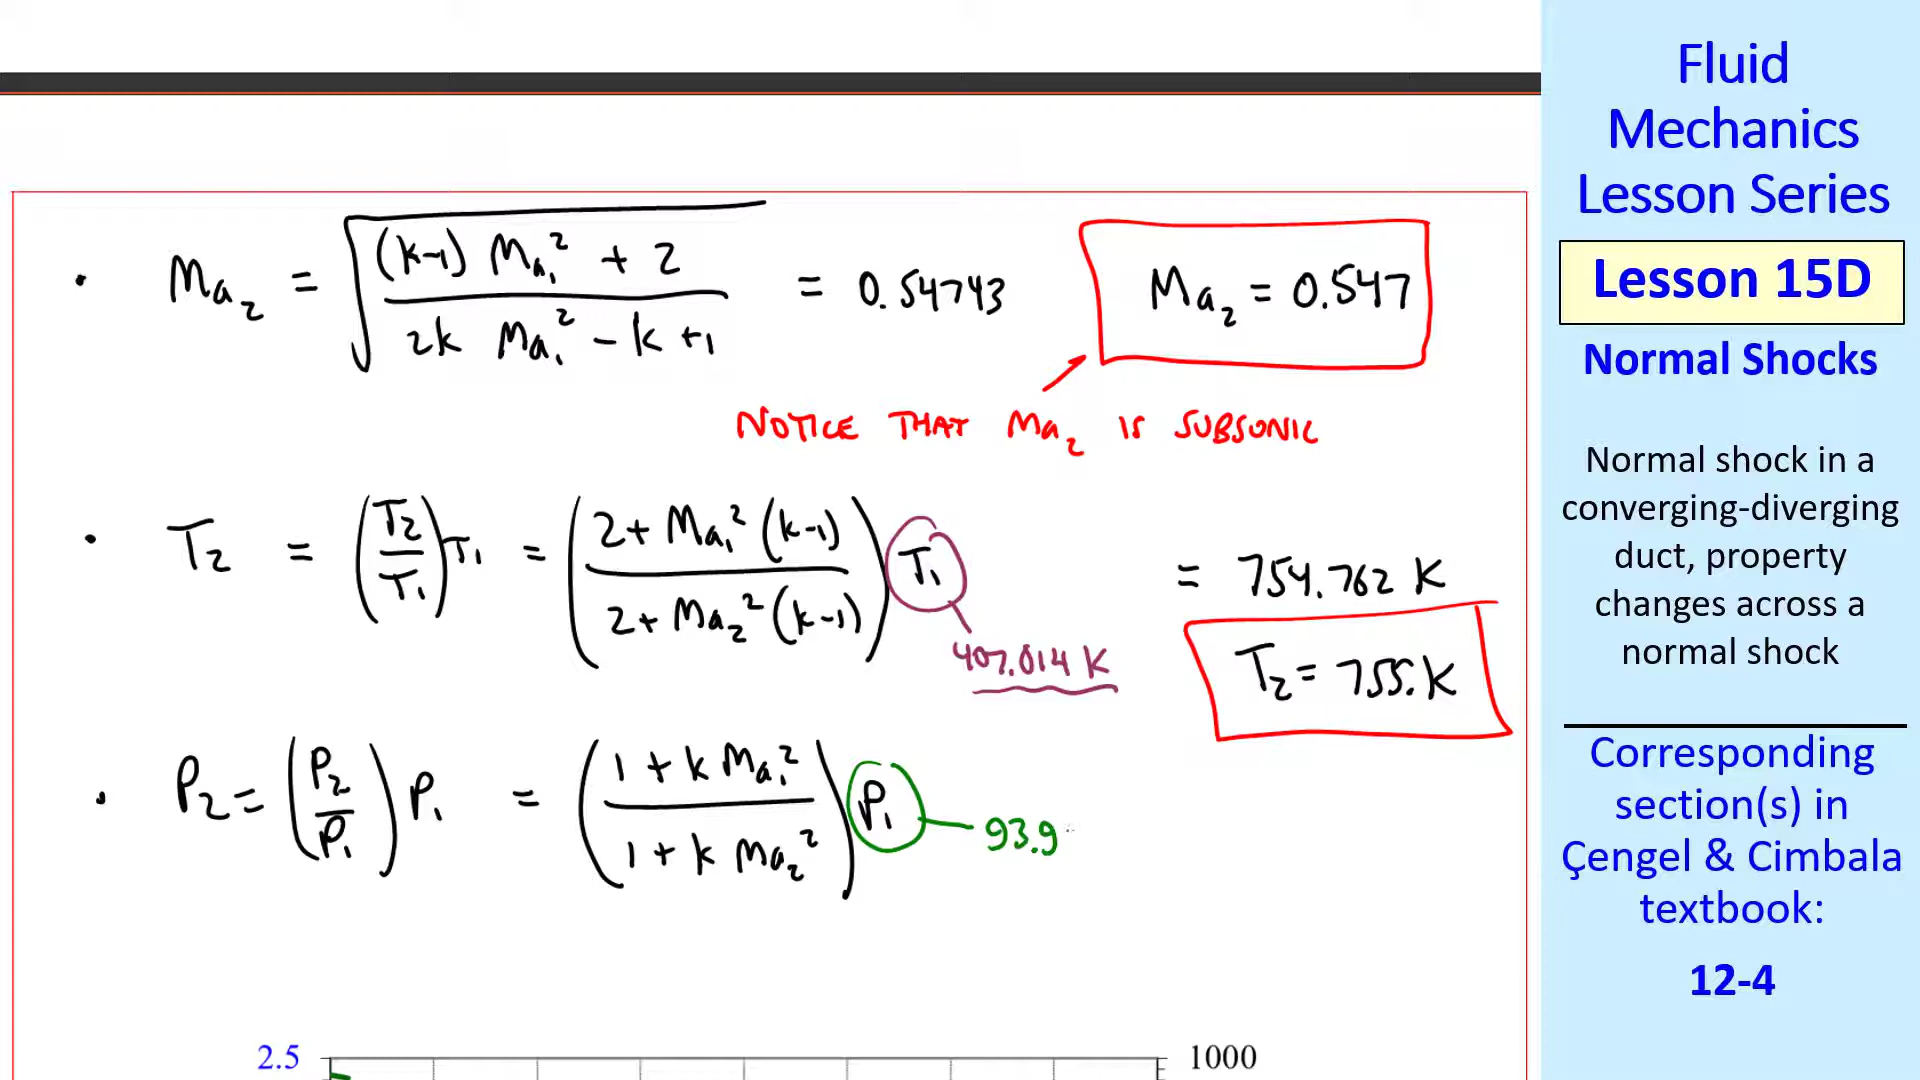 Fluid
Mechanics
Lesson Series
Lesson 15D
Normal Shocks
Normal shock in a
converging-diverging
duct, property
changes across a
normal shock
Corresponding
section(s) in
Çengel & Cimbala
textbook:
12-4
• Ma₂ = √(((k-1) Ma₁² + 2) / (2k Ma₁² - k + 1)) = 0.54743
Ma₂ = 0.547
NOTICE THAT Ma₂ IS SUBSONIC
• T₂ = (T₂/T₁) T₁ = ((2 + Ma₁² (k-1)) / (2 + Ma₂² (k-1))) T₁ = 754.762 K
407.014 K
T₂ = 755. K
• P₂ = (P₂/P₁) P₁ = ((1 + k Ma₁²) / (1 + k Ma₂²)) P₁ — 93.9
2.5
1000